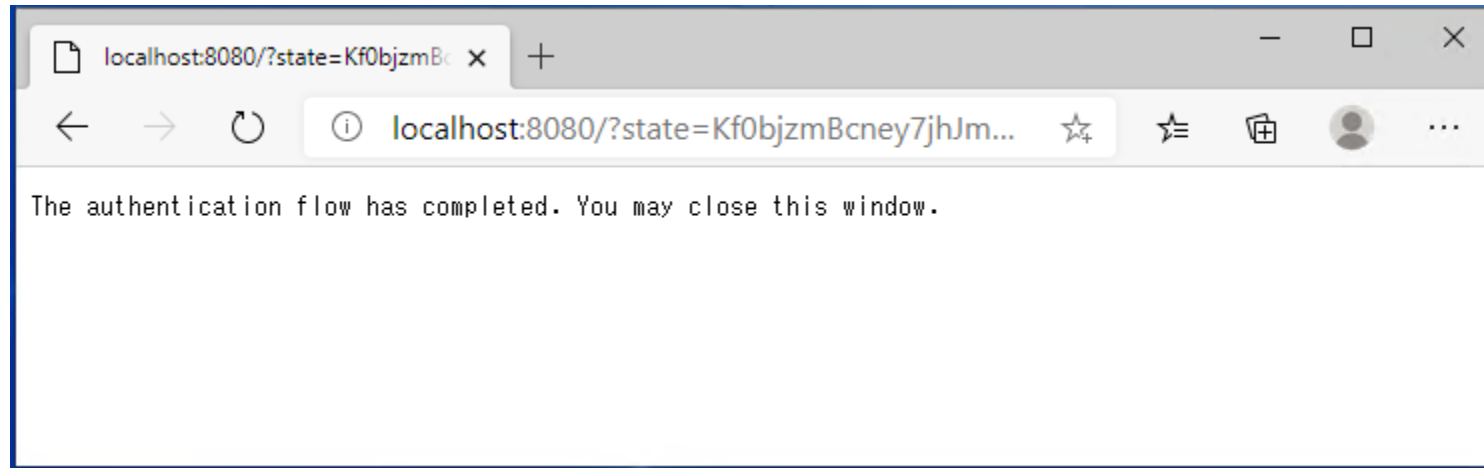 localhost:8080/?state=Kf0bjzmBc
localhost:8080/?state=Kf0bjzmBcney7jhJm...
The authentication flow has completed. You may close this window.